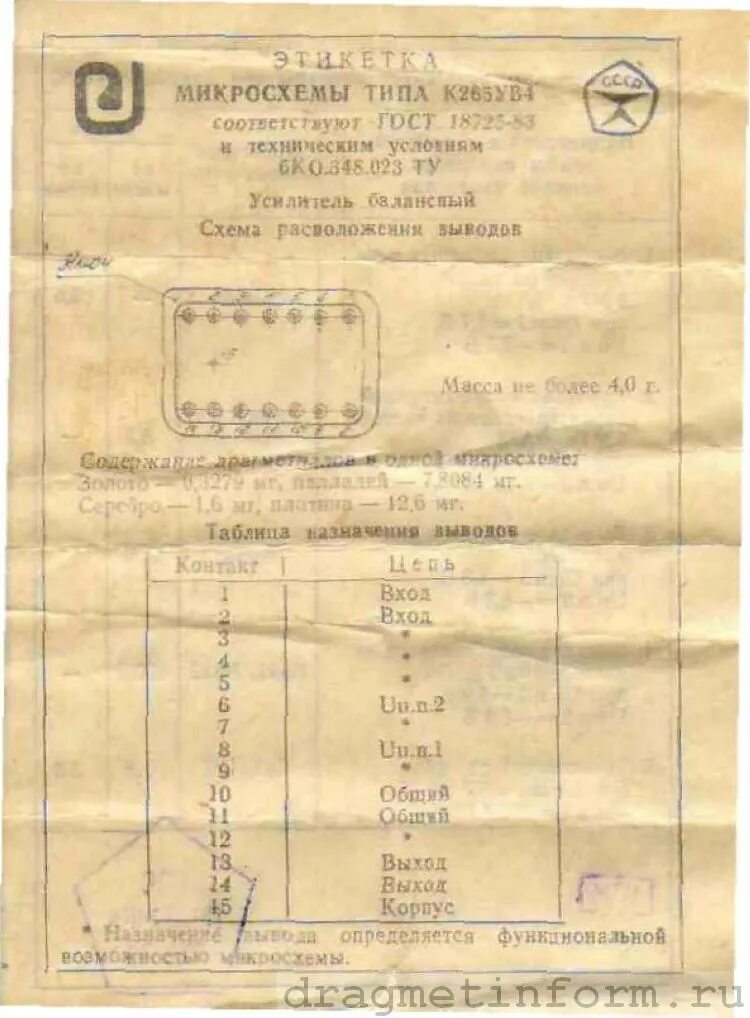 ЭТИКЕТКА
МИКРОСХЕМЫ ТИПА К265УВ4
СССР
соответствуют ГОСТ 18725-83
и техническим условиям
бКО.348.023 ТУ
Усилитель балансный
Схема расположения выводов
Ключ
Масса не более 4,0 г.
Содержание драгметаллов в одной микросхеме:
Золото — 0,3279 мг, палладий — 7,8084 мг.
Серебро — 1,6 мг, платина — 12,6 мг.
Таблица назначения выводов
Контакт Цепь
1 Вход
2 Вход
3 *
4 *
5 *
6 Uи.п.2
7 *
8 Uи.п.1
9 *
10 Общий
11 Общий
12 *
13 Выход
14 Выход
15 Корпус
* Назначение вывода определяется функциональной
возможностью микросхемы.
dragmetinform.ru